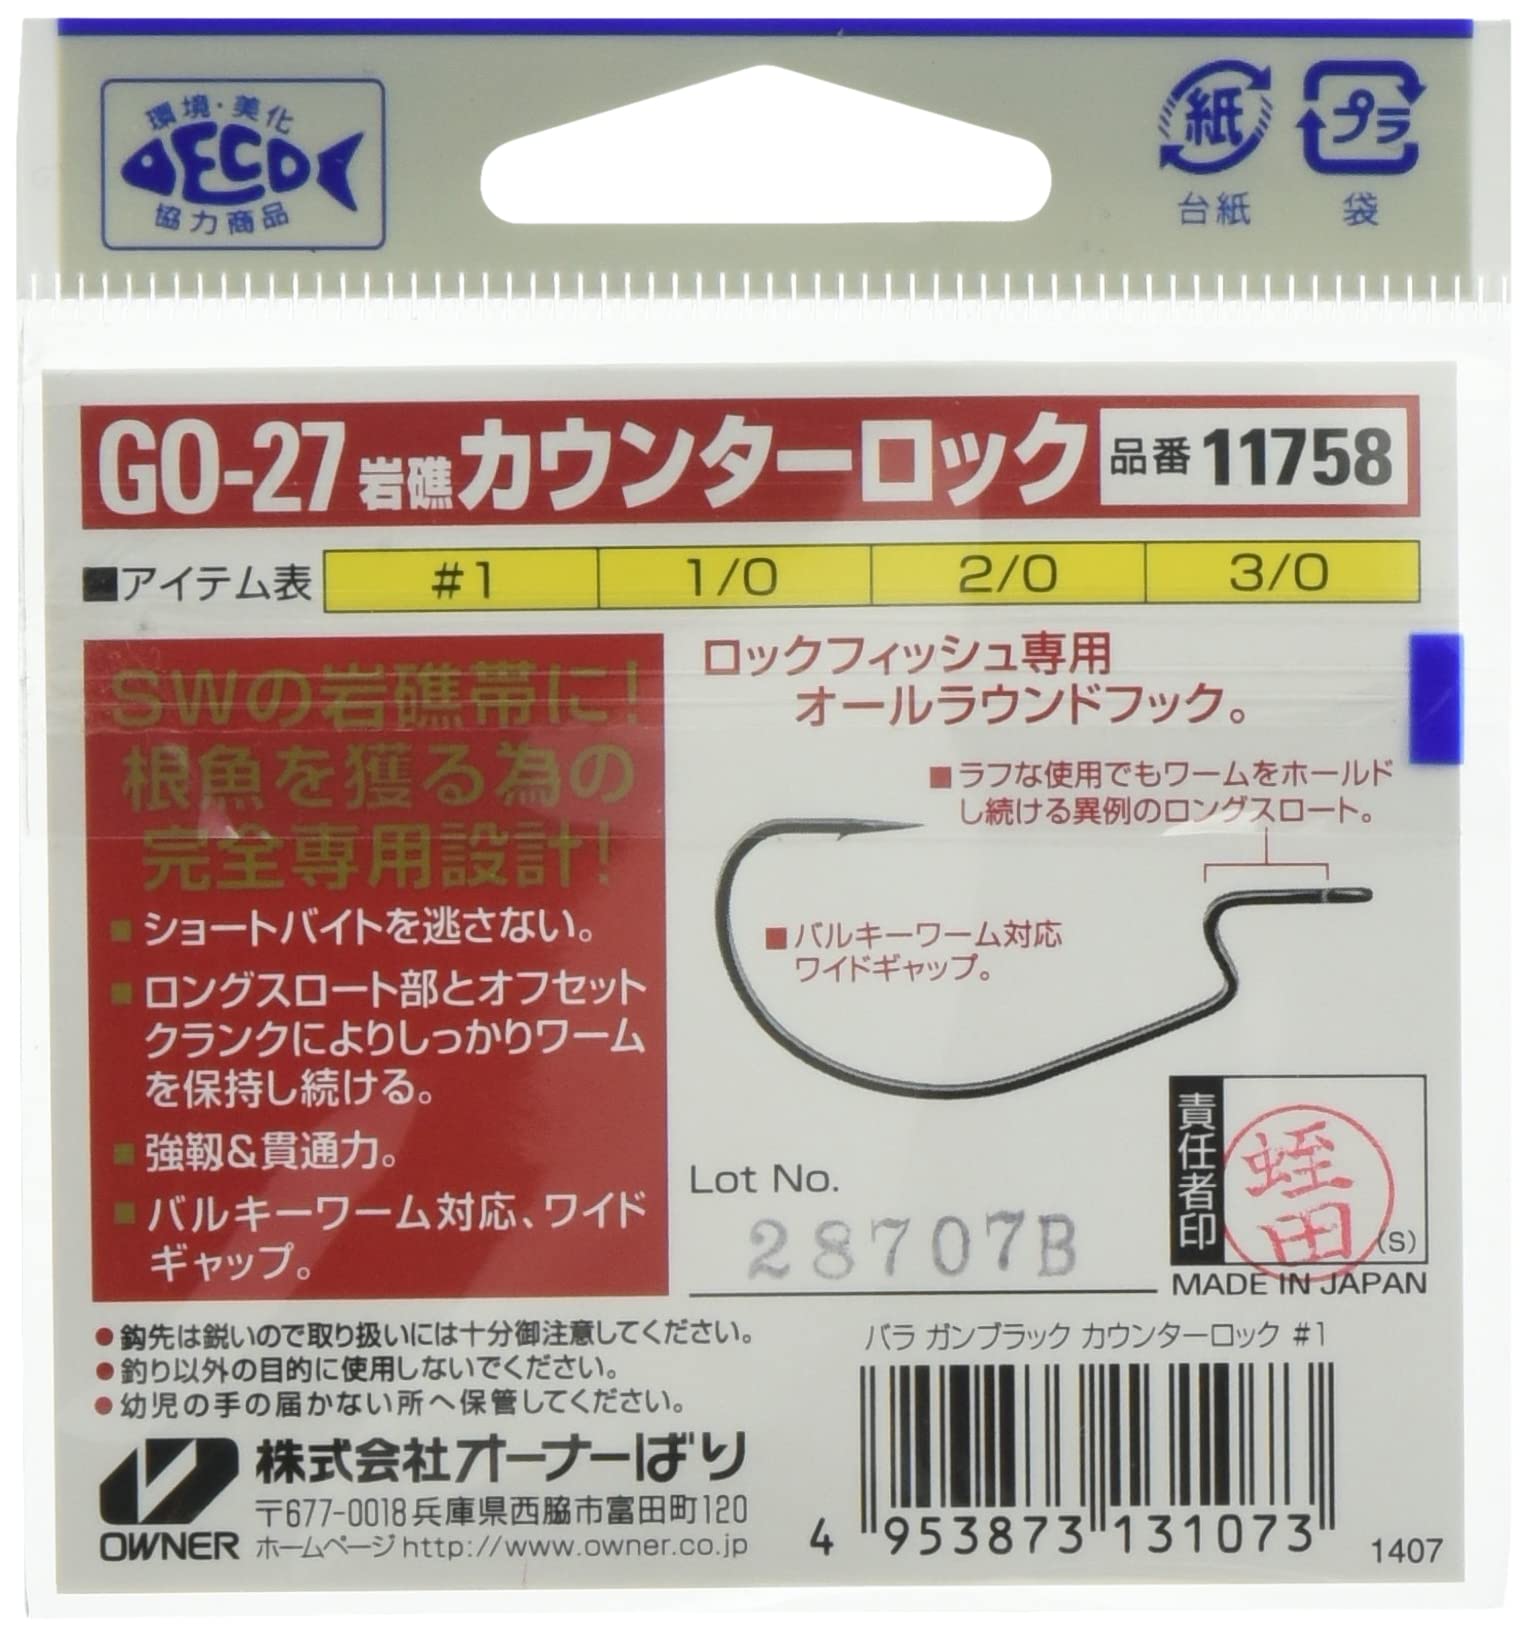 環境・美化
ECO
協力商品
紙
台紙
プラ
袋
GO-27 岩礁カウンターロック 品番 11758
■アイテム表 #1 1/0 2/0 3/0
SWの岩礁帯に!
根魚を獲る為の
完全専用設計!
■ショートバイトを逃さない。
■ロングスロート部とオフセット
クランクによりしっかりワーム
を保持し続ける。
■強靱&貫通力。
■バルキーワーム対応、ワイド
ギャップ。
ロックフィッシュ専用
オールラウンドフック。
■ラフな使用でもワームをホールド
し続ける異例のロングスロート。
■バルキーワーム対応
ワイドギャップ。
Lot No.
28707B
責任者印
蛭田
(S)
MADE IN JAPAN
●鈎先は鋭いので取り扱いには十分御注意してください。
●釣り以外の目的に使用しないでください。
●幼児の手の届かない所へ保管してください。
OWNER
株式会社オーナーばり
〒677-0018 兵庫県西脇市富田町120
ホームページ http://www.owner.co.jp
バラ ガンブラック カウンターロック #1
4 953873 131073
1407